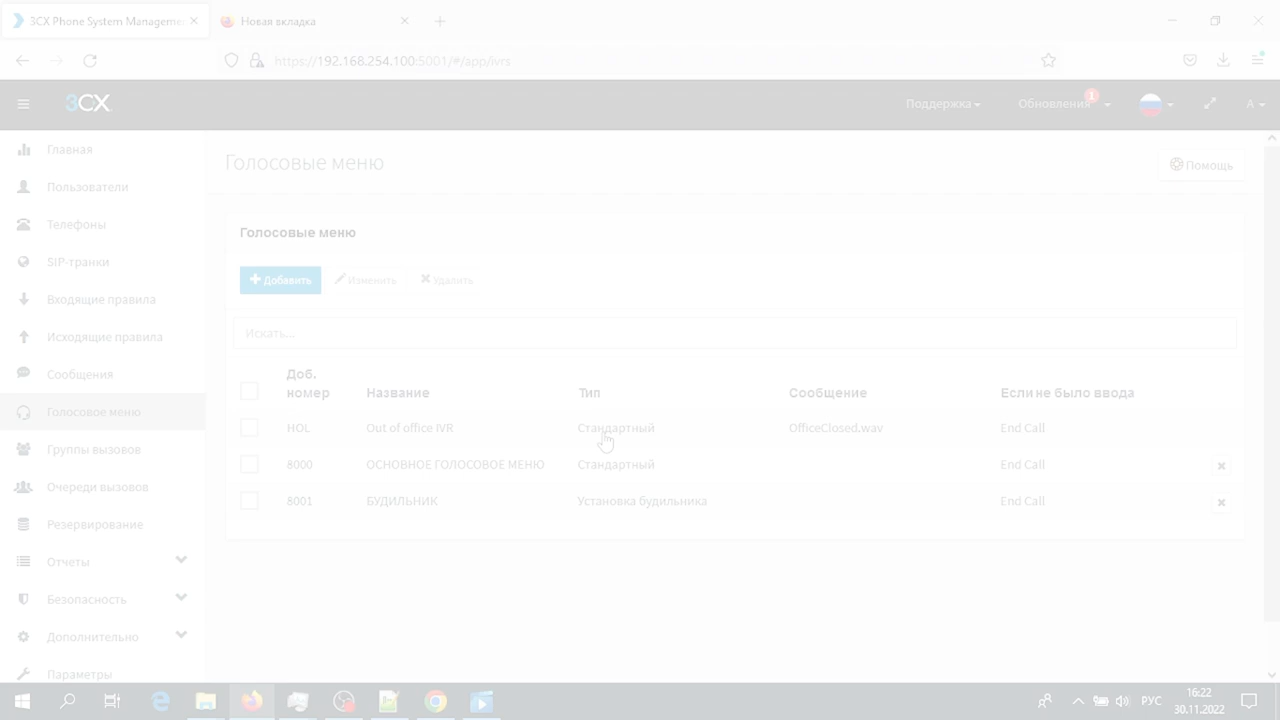 3CX Phone System Managemen
Новая вкладка
https://192.168.254.100:5001/#/app/ivrs
3CX
Поддержка
Обновления
1
A
Главная
Пользователи
Телефоны
SIP-транки
Входящие правила
Исходящие правила
Сообщения
Голосовое меню
Группы вызовов
Очереди вызовов
Резервирование
Отчеты
Безопасность
Дополнительно
Параметры
Голосовые меню
Помощь
Голосовые меню
Добавить
Изменить
Удалить
Искать...
Доб. номер Название Тип Сообщение Если не было ввода
HOL Out of office IVR Стандартный OfficeClosed.wav End Call
8000 ОСНОВНОЕ ГОЛОСОВОЕ МЕНЮ Стандартный End Call
8001 БУДИЛЬНИК Установка будильника End Call
РУС
16:22
30.11.2022